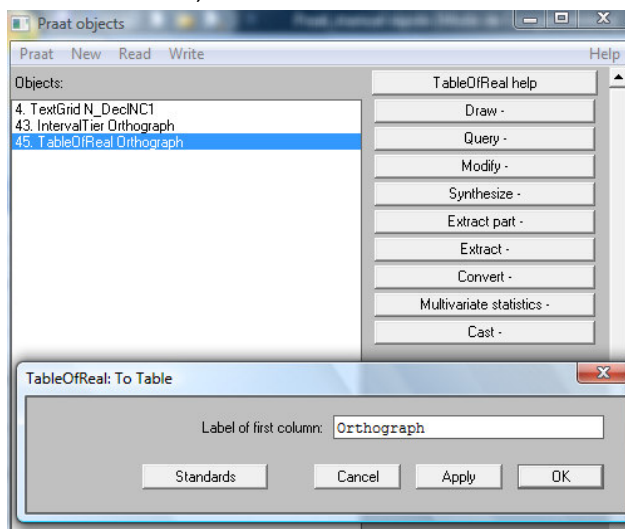 Praat objects
Praat New Read Write Help
Objects:
4. TextGrid N_DeclNC1
43. IntervalTier Orthograph
45. TableOfReal Orthograph
TableOfReal help
Draw -
Query -
Modify -
Synthesize -
Extract part -
Extract -
Convert -
Multivariate statistics -
Cast -
TableOfReal: To Table
Label of first column: Orthograph
Standards Cancel Apply OK